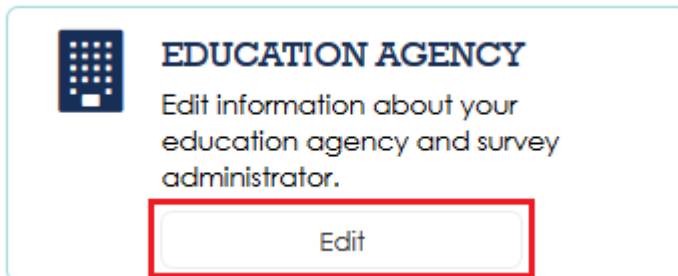 EDUCATION AGENCY
Edit information about your
education agency and survey
administrator.
Edit